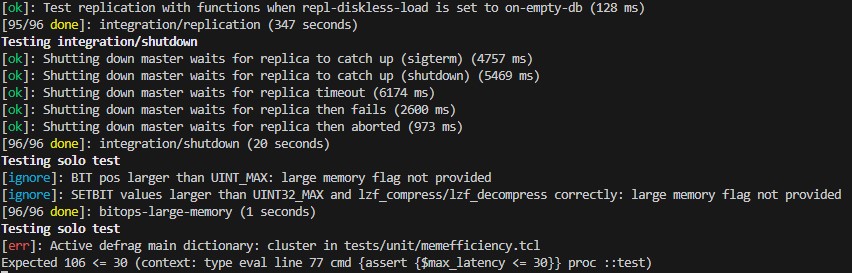 [ok]: Test replication with functions when repl-diskless-load is set to on-empty-db (128 ms)
[95/96 done]: integration/replication (347 seconds)
Testing integration/shutdown
[ok]: Shutting down master waits for replica to catch up (sigterm) (4757 ms)
[ok]: Shutting down master waits for replica to catch up (shutdown) (5469 ms)
[ok]: Shutting down master waits for replica timeout (6174 ms)
[ok]: Shutting down master waits for replica then fails (2600 ms)
[ok]: Shutting down master waits for replica then aborted (973 ms)
[96/96 done]: integration/shutdown (20 seconds)
Testing solo test
[ignore]: BIT pos larger than UINT_MAX: large memory flag not provided
[ignore]: SETBIT values larger than UINT32_MAX and lzf_compress/lzf_decompress correctly: large memory flag not provided
[96/96 done]: bitops-large-memory (1 seconds)
Testing solo test
[err]: Active defrag main dictionary: cluster in tests/unit/memefficiency.tcl
Expected 106 <= 30 (context: type eval line 77 cmd {assert {$max_latency <= 30}} proc ::test)